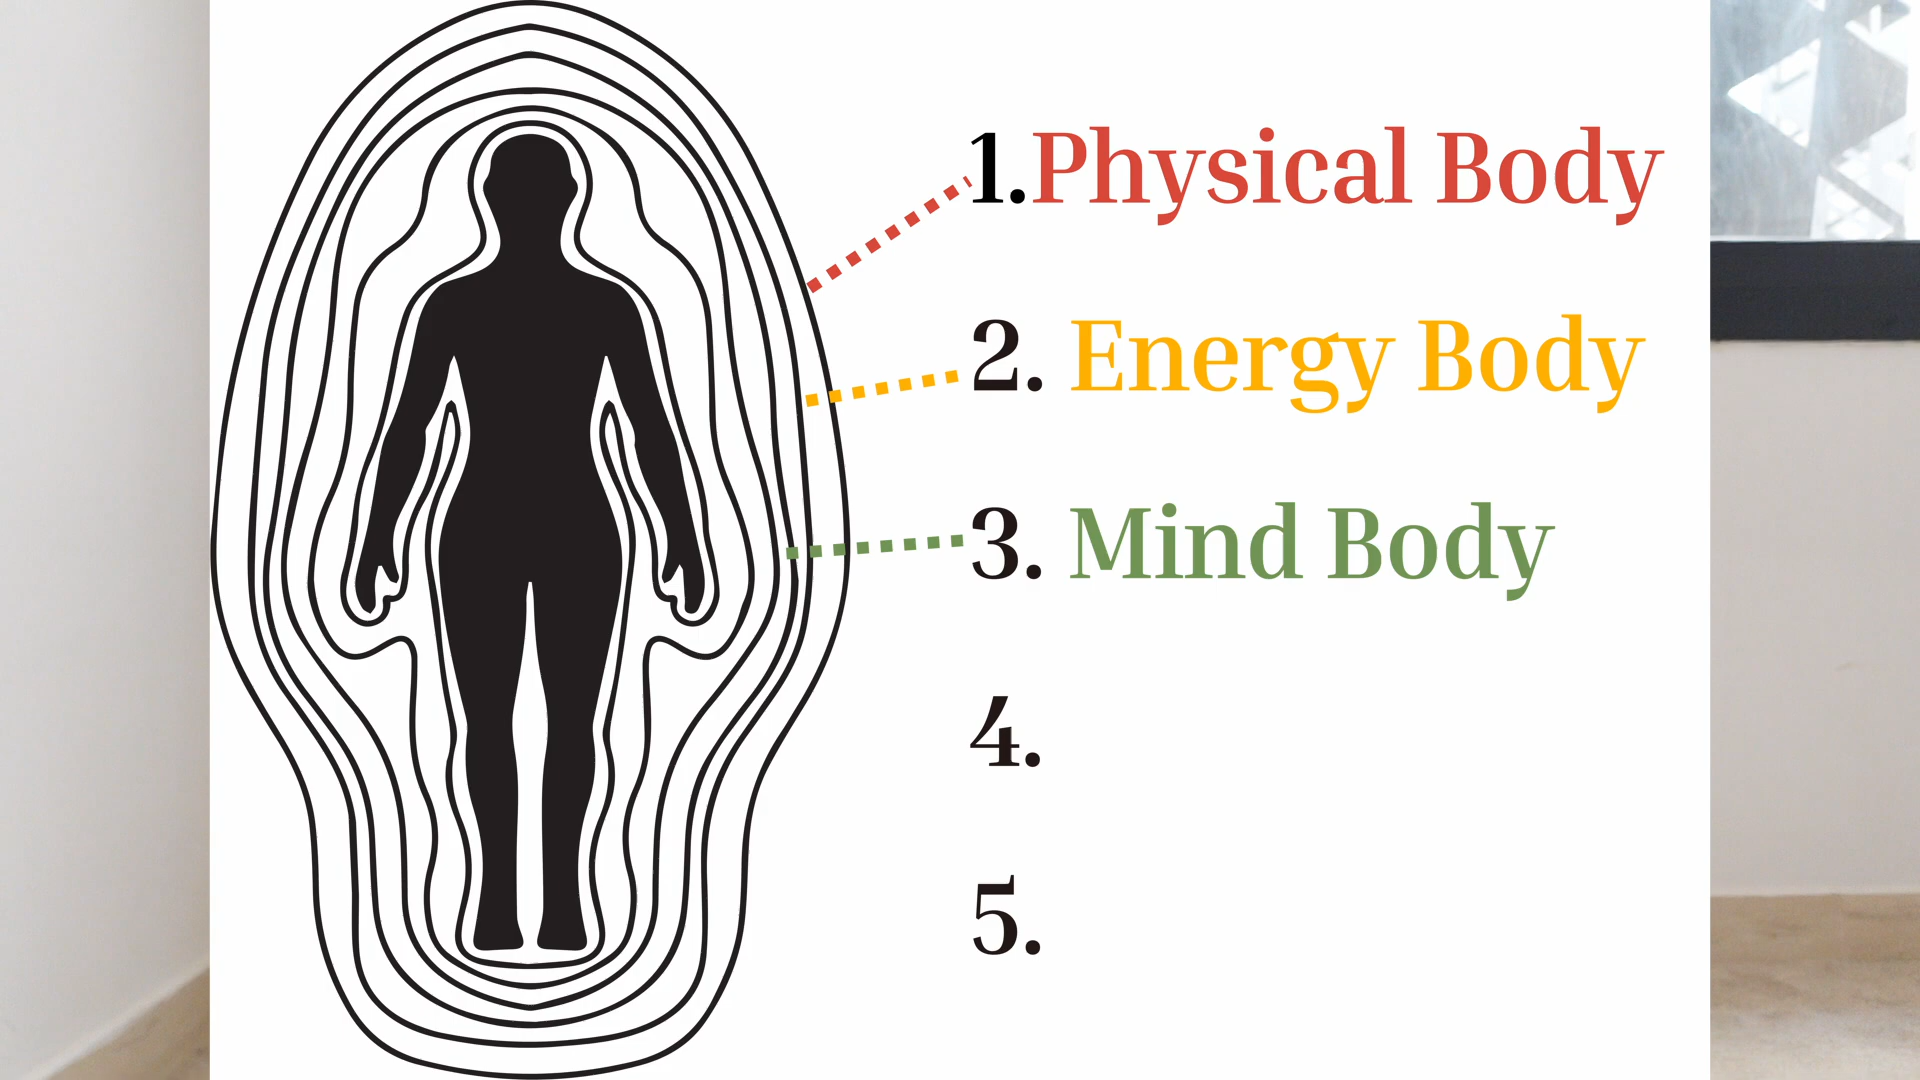 1.Physical Body
2. Energy Body
3. Mind Body
4.
5.